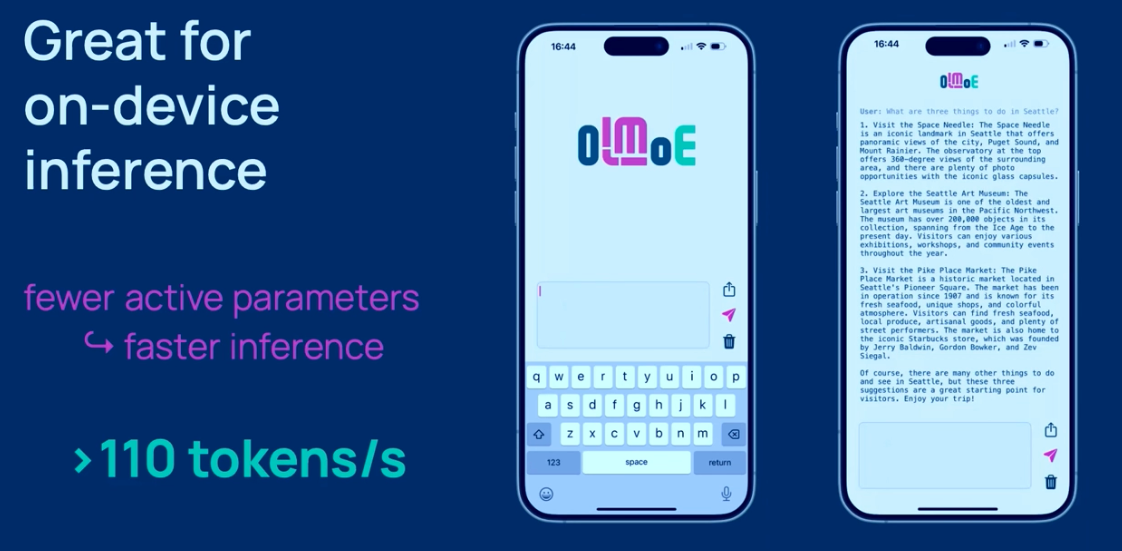 Great for
on-device
inference
fewer active parameters
↪ faster inference
>110 tokens/s
16:44
OLMoE
q w e r t y u i o p
a s d f g h j k l
z x c v b n m
123 space return
16:44
OLMoE
User: What are three things to do in Seattle?
1. Visit the Space Needle: The Space Needle
is an iconic landmark in Seattle that offers
panoramic views of the city, Puget Sound, and
Mount Rainier. The observatory at the top
offers 360-degree views of the surrounding
area, and there are plenty of photo
opportunities with the iconic glass capsules.
2. Explore the Seattle Art Museum: The
Seattle Art Museum is one of the oldest and
largest art museums in the Pacific Northwest.
The museum has over 200,000 objects in its
collection, spanning from the Ice Age to the
present day. Visitors can enjoy various
exhibitions, workshops, and community events
throughout the year.
3. Visit the Pike Place Market: The Pike
Place Market is a historic market located in
Seattle's Pioneer Square. The market has been
in operation since 1907 and is known for its
fresh seafood, unique shops, and colorful
atmosphere. Visitors can find fresh seafood,
local produce, artisanal goods, and plenty of
street performers. The market is also home to
the iconic Starbucks store, which was founded
by Jerry Baldwin, Gordon Bowker, and Zev
Siegal.
Of course, there are many other things to do
and see in Seattle, but these three
suggestions are a great starting point for
visitors. Enjoy your trip!